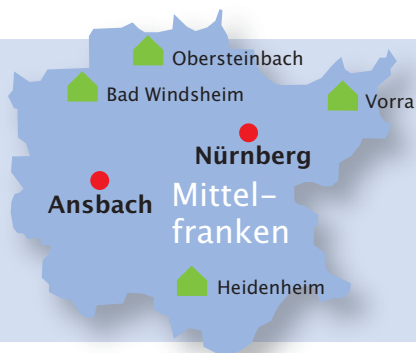 Obersteinbach
Bad Windsheim
Vorra
Nürnberg
Ansbach
Mittel-
franken
Heidenheim